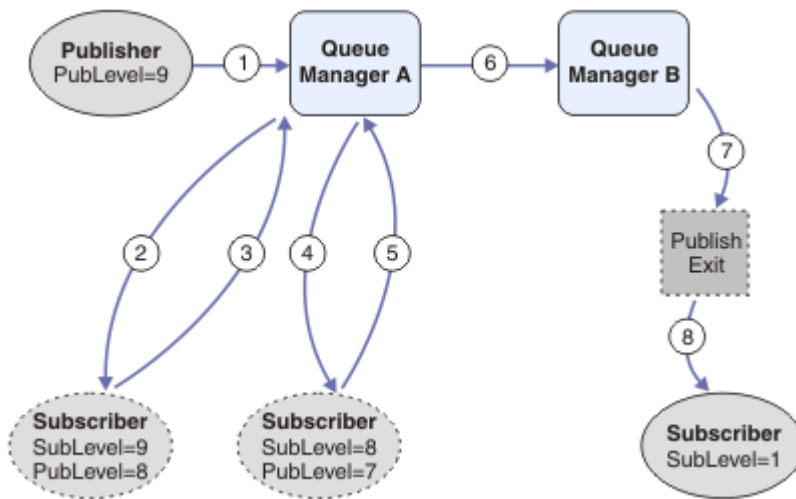 Publisher
PubLevel=9
1
Queue
Manager A
6
Queue
Manager B
7
2
3
4
5
Publish
Exit
8
Subscriber
SubLevel=9
PubLevel=8
Subscriber
SubLevel=8
PubLevel=7
Subscriber
SubLevel=1